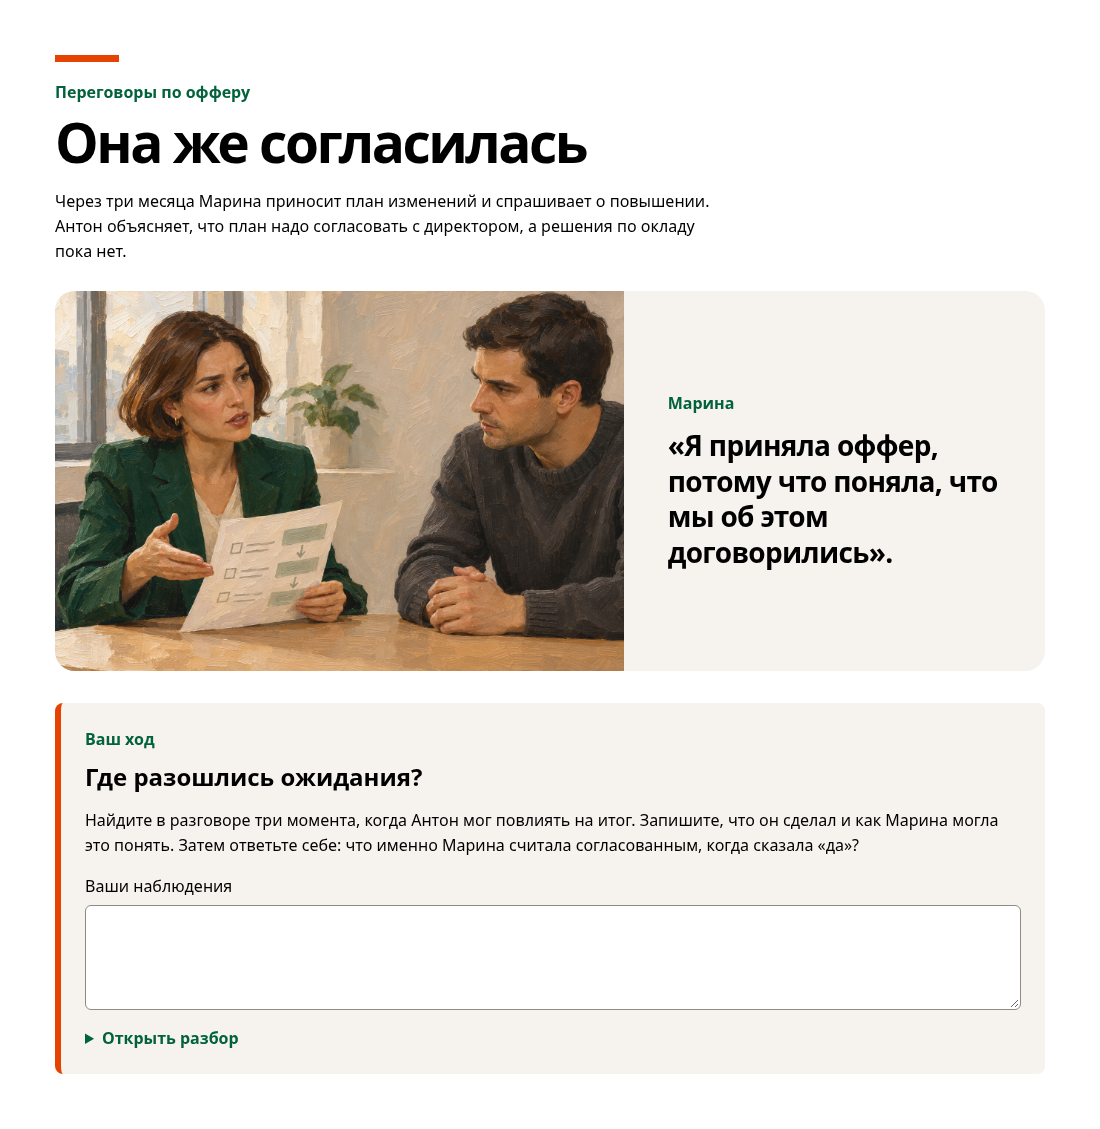 Переговоры по офферу
Она же согласилась
Через три месяца Марина приносит план изменений и спрашивает о повышении.
Антон объясняет, что план надо согласовать с директором, а решения по окладу
пока нет.
Марина
«Я приняла оффер,
потому что поняла, что
мы об этом
договорились».
Ваш ход
Где разошлись ожидания?
Найдите в разговоре три момента, когда Антон мог повлиять на итог. Запишите, что он сделал и как Марина могла
это понять. Затем ответьте себе: что именно Марина считала согласованным, когда сказала «да»?
Ваши наблюдения
Открыть разбор